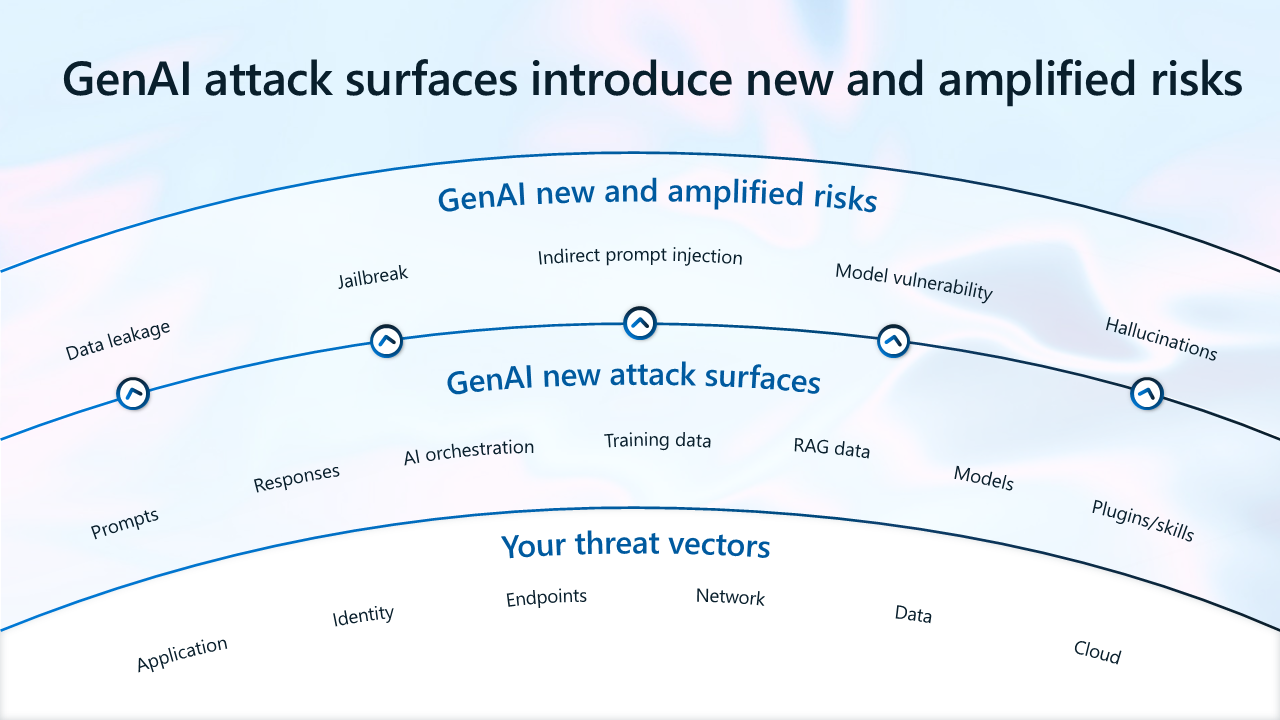 GenAI attack surfaces introduce new and amplified risks
GenAI new and amplified risks
Data leakage
Jailbreak
Indirect prompt injection
Model vulnerability
Hallucinations
GenAI new attack surfaces
Prompts
Responses
AI orchestration
Training data
RAG data
Models
Plugins/skills
Your threat vectors
Application
Identity
Endpoints
Network
Data
Cloud